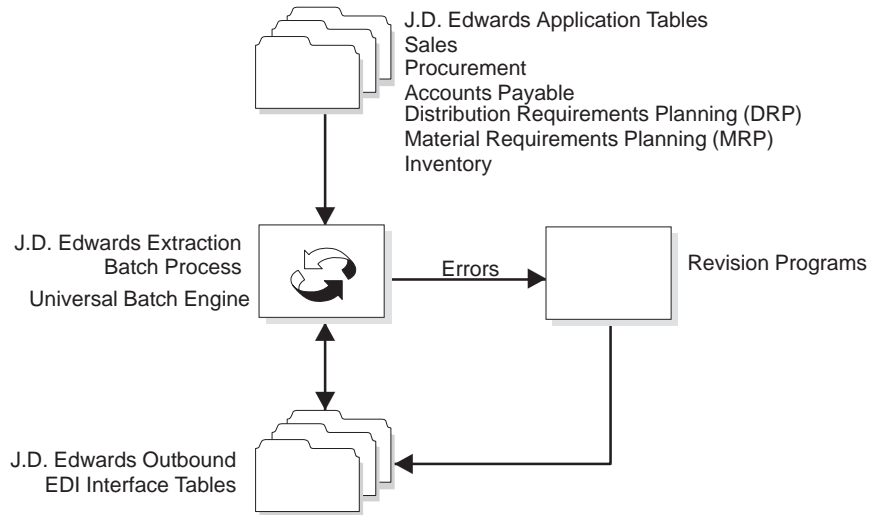 J.D. Edwards Application Tables
Sales
Procurement
Accounts Payable
Distribution Requirements Planning (DRP)
Material Requirements Planning (MRP)
Inventory
J.D. Edwards Extraction
Batch Process
Universal Batch Engine
Errors
Revision Programs
J.D. Edwards Outbound
EDI Interface Tables